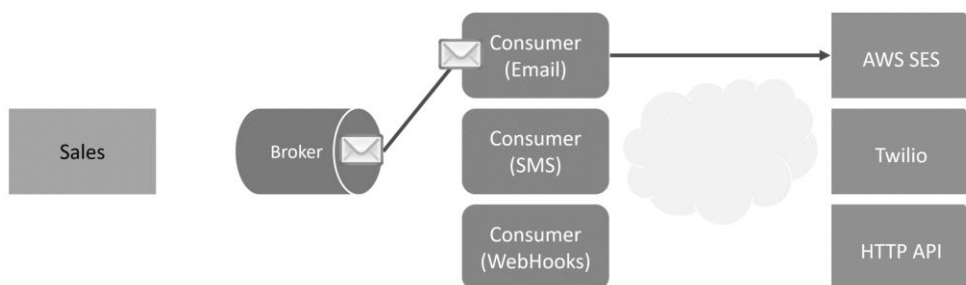 Sales
Broker
Consumer
(Email)
Consumer
(SMS)
Consumer
(WebHooks)
AWS SES
Twilio
HTTP API